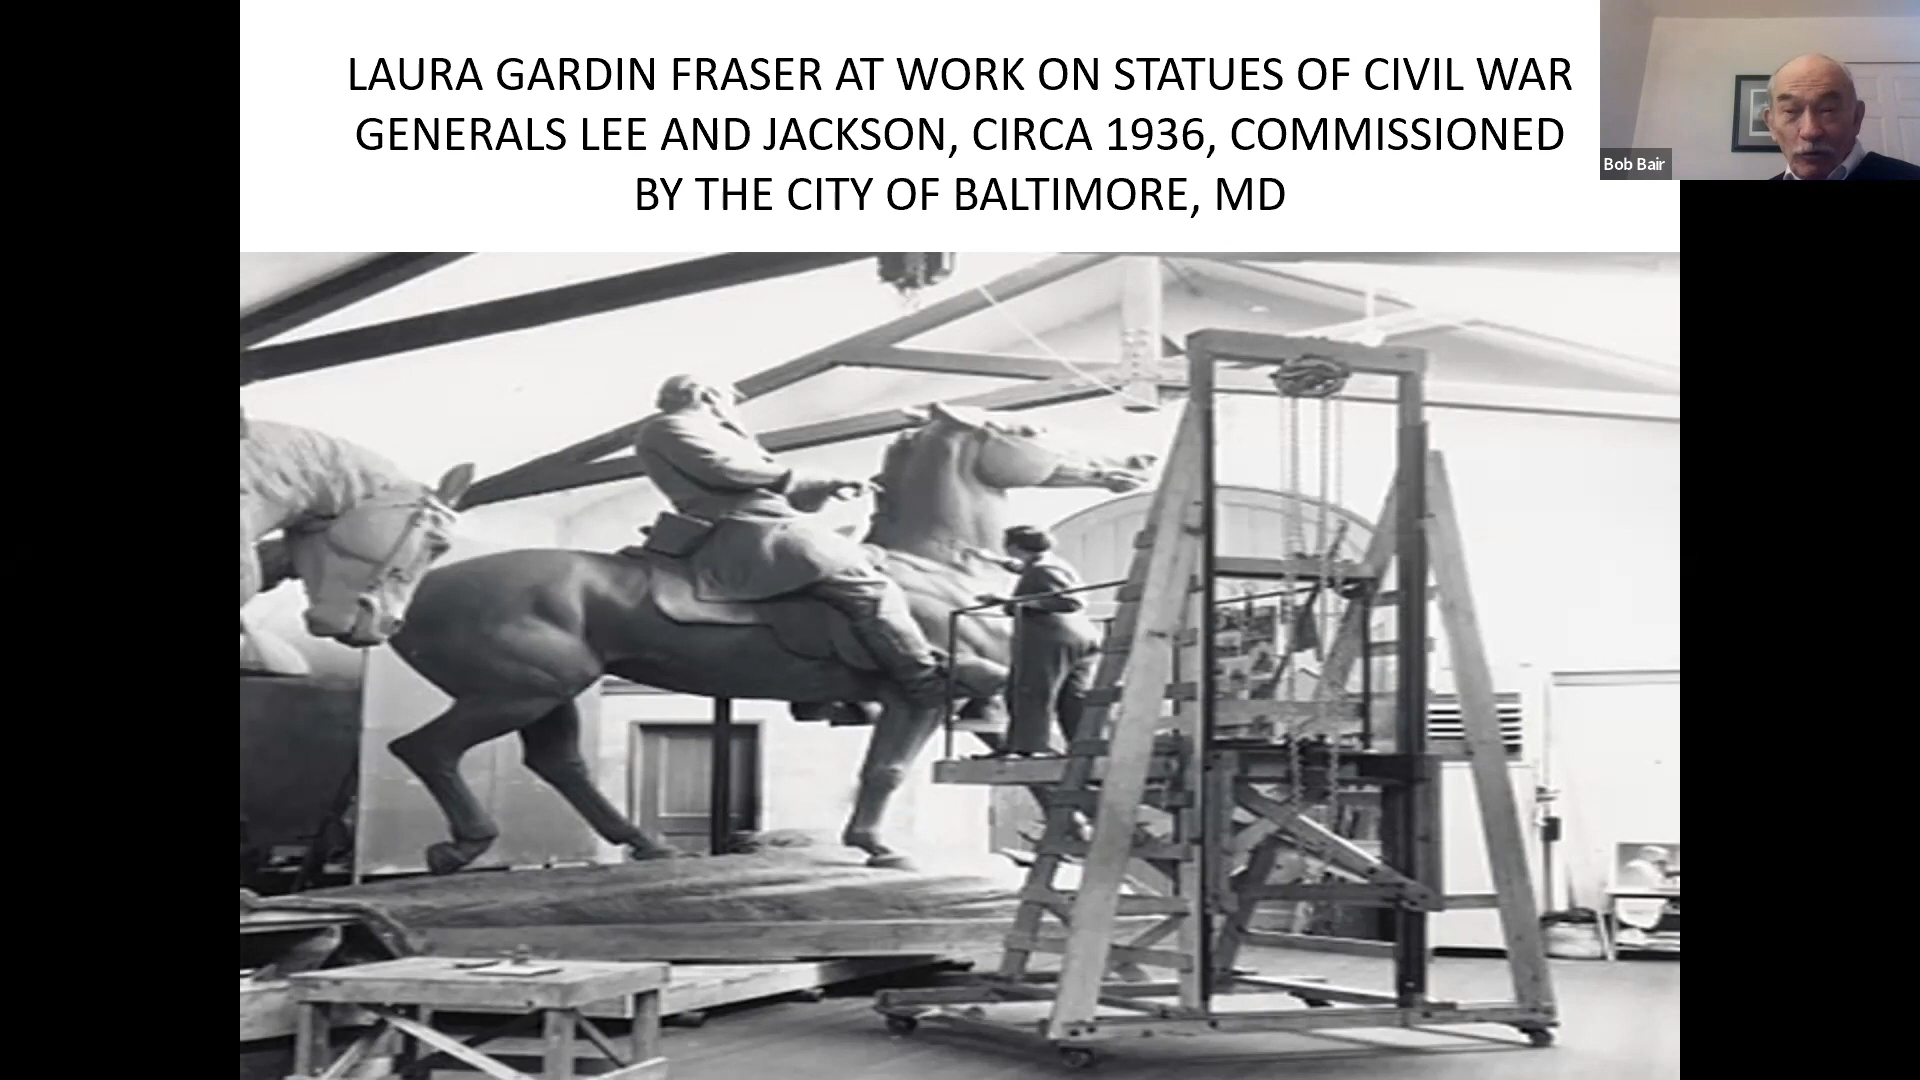 LAURA GARDIN FRASER AT WORK ON STATUES OF CIVIL WAR
GENERALS LEE AND JACKSON, CIRCA 1936, COMMISSIONED
BY THE CITY OF BALTIMORE, MD
Bob Bair